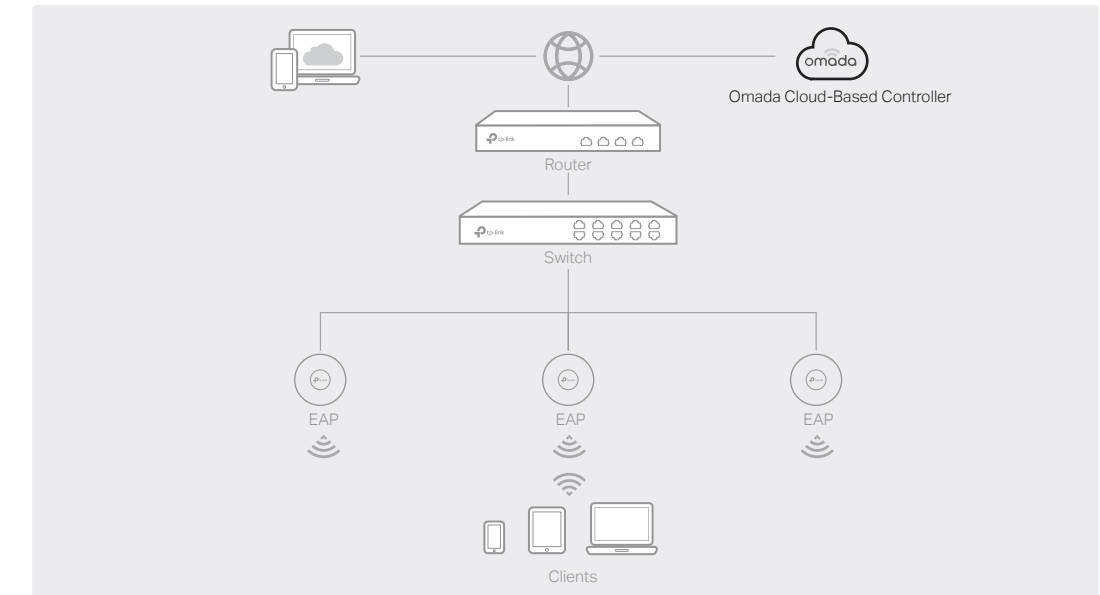 omada
Omada Cloud-Based Controller
tp-link
Router
tp-link
Switch
EAP
EAP
EAP
Clients